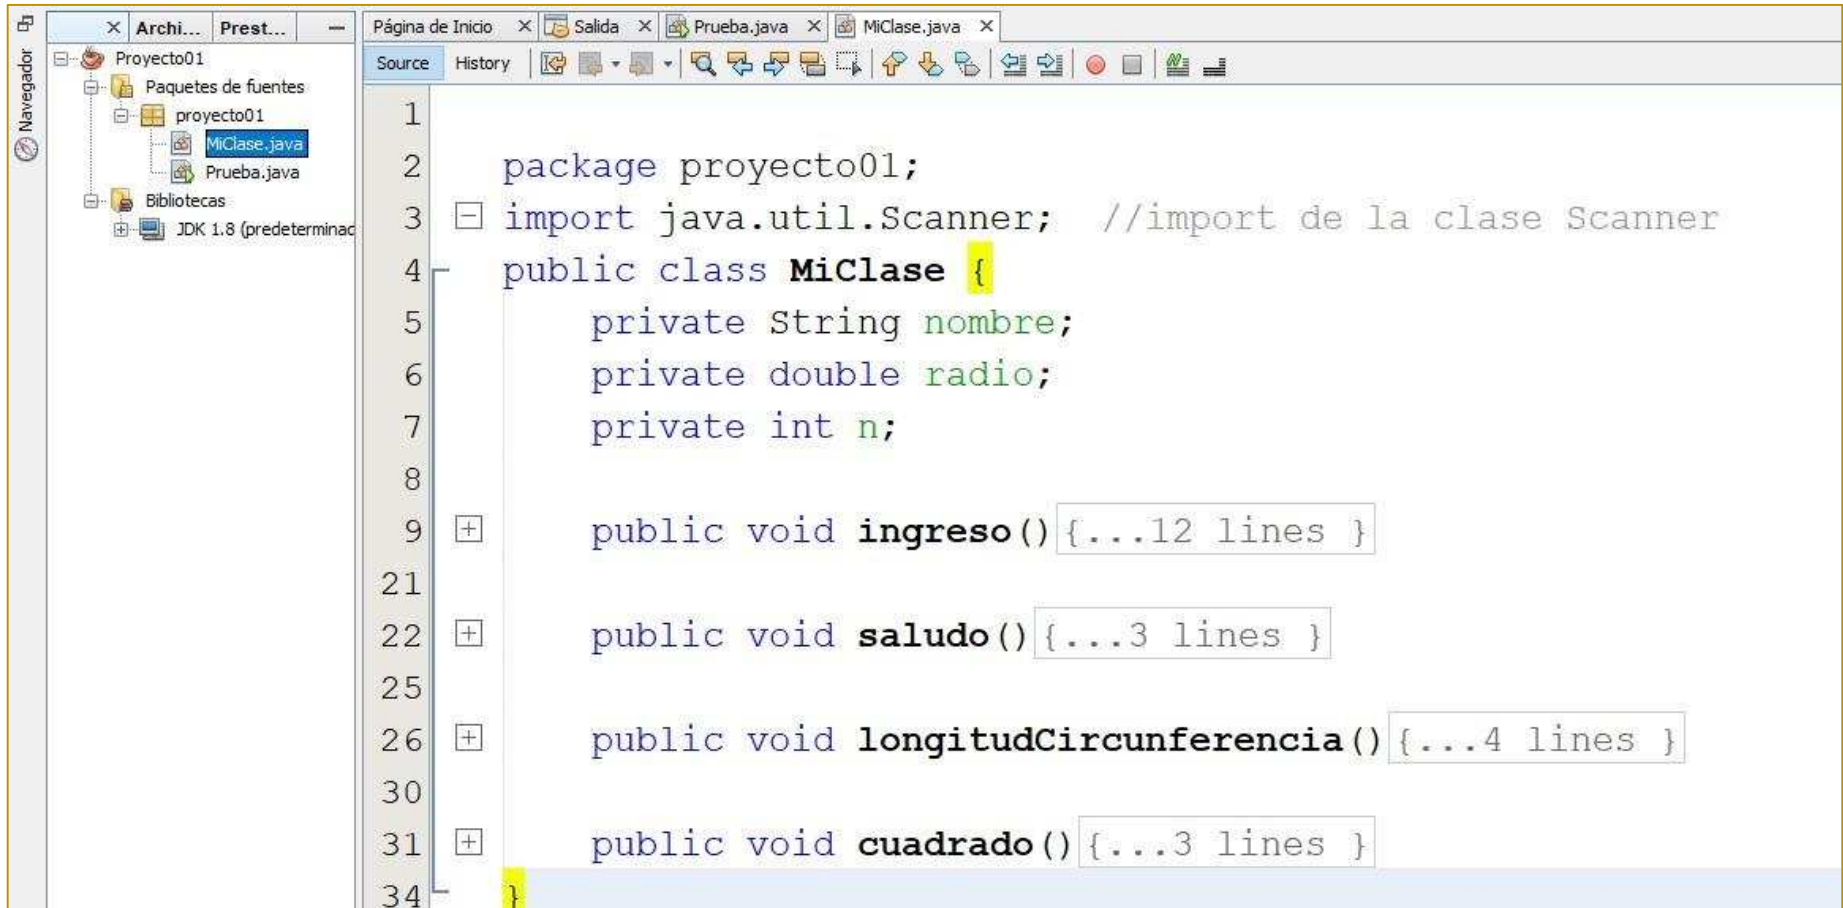 Archi... Prest...
Navegador
Proyecto01
Paquetes de fuentes
proyecto01
MiClase.java
Prueba.java
Bibliotecas
JDK 1.8 (predeterminac
Página de Inicio Salida Prueba.java MiClase.java
Source History
1
2 package proyecto01;
3 import java.util.Scanner; //import de la clase Scanner
4 public class MiClase {
5 private String nombre;
6 private double radio;
7 private int n;
8
9 public void ingreso() {...12 lines }
21
22 public void saludo() {...3 lines }
25
26 public void longitudCircunferencia() {...4 lines }
30
31 public void cuadrado() {...3 lines }
34 }